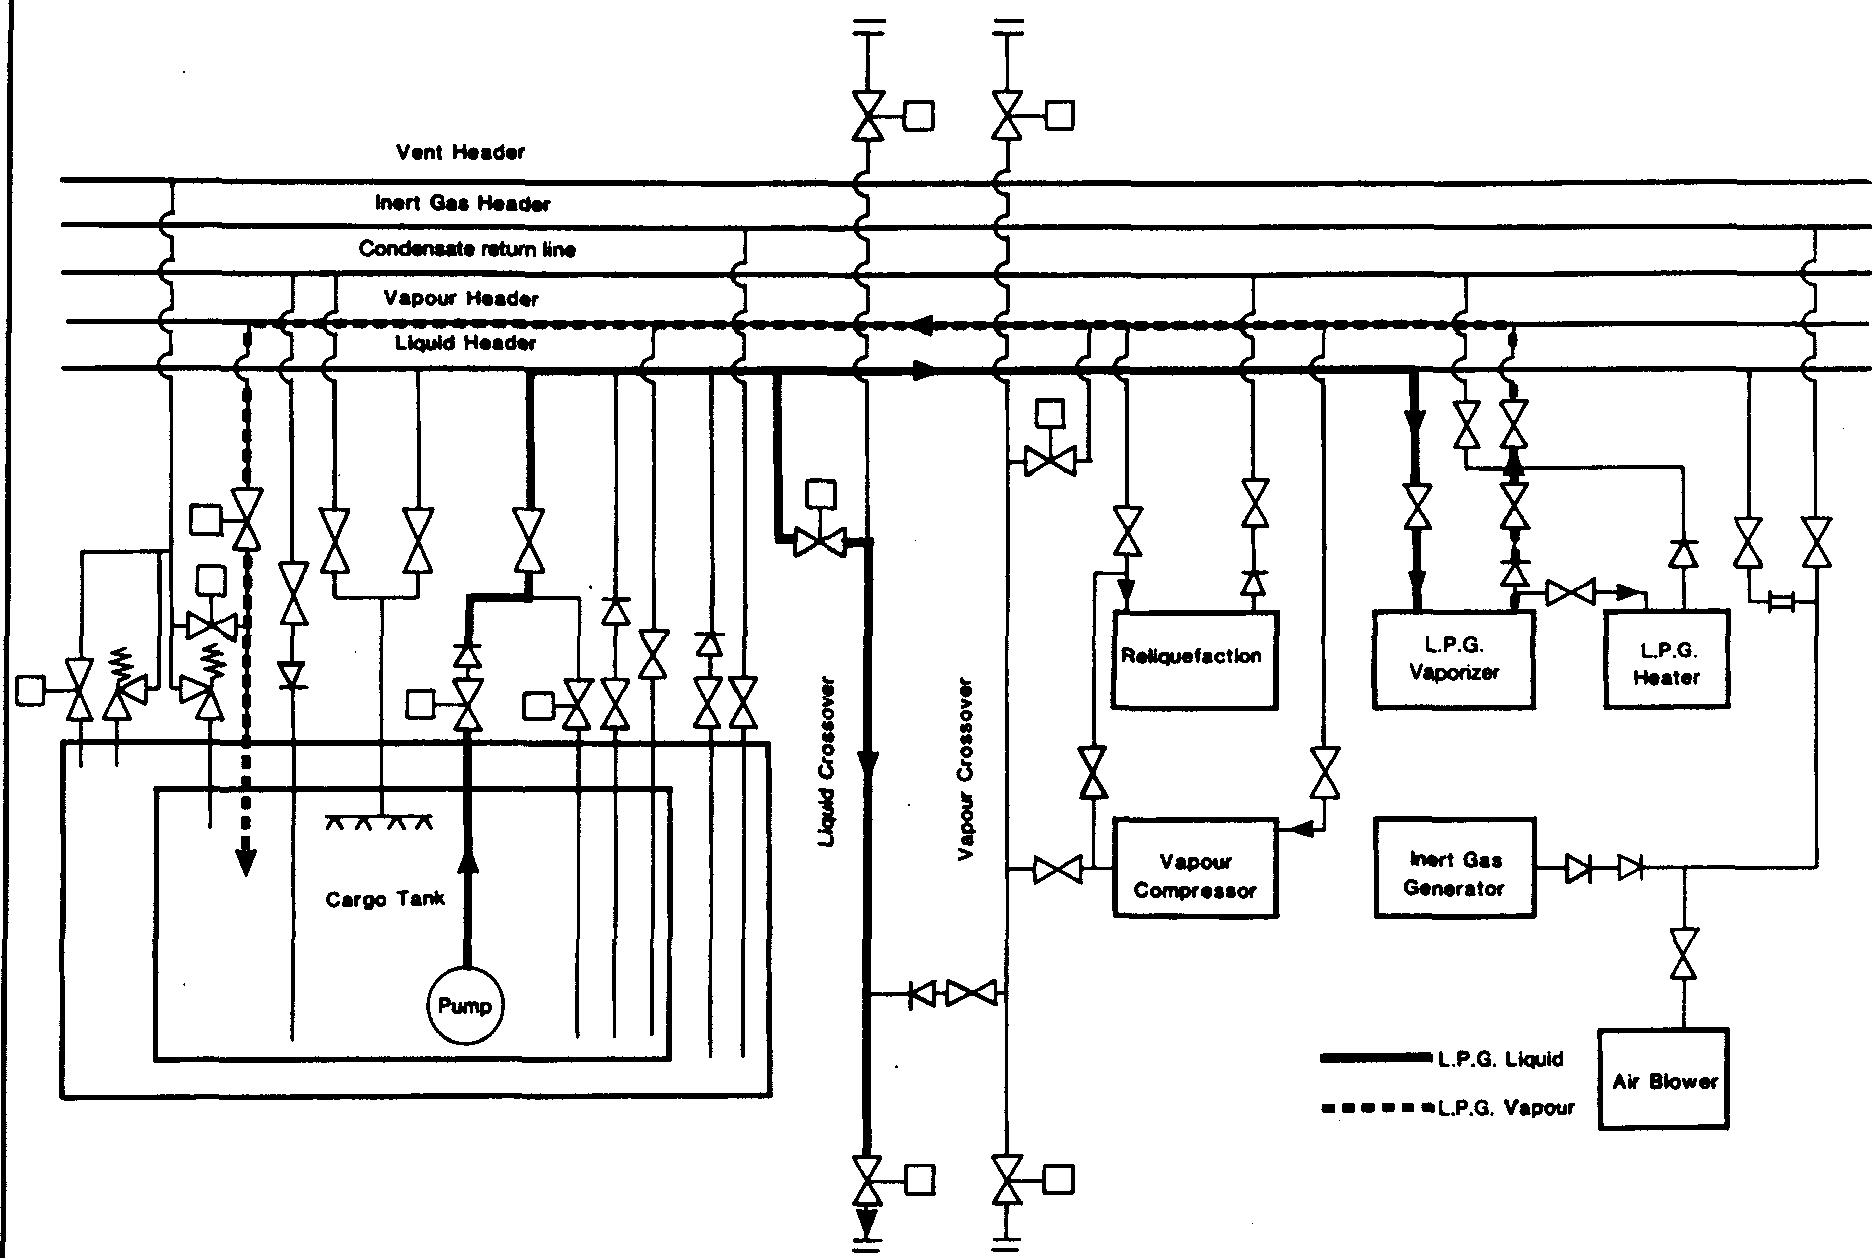 Vent Header
Inert Gas Header
Condensate return line
Vapour Header
Liquid Header
Reliquefaction
L.P.G.
Vaporizer
L.P.G.
Heater
Liquid Crossover
Vapour Crossover
Vapour
Compressor
Inert Gas
Generator
Cargo Tank
Pump
L.P.G. Liquid
L.P.G. Vapour
Air Blower